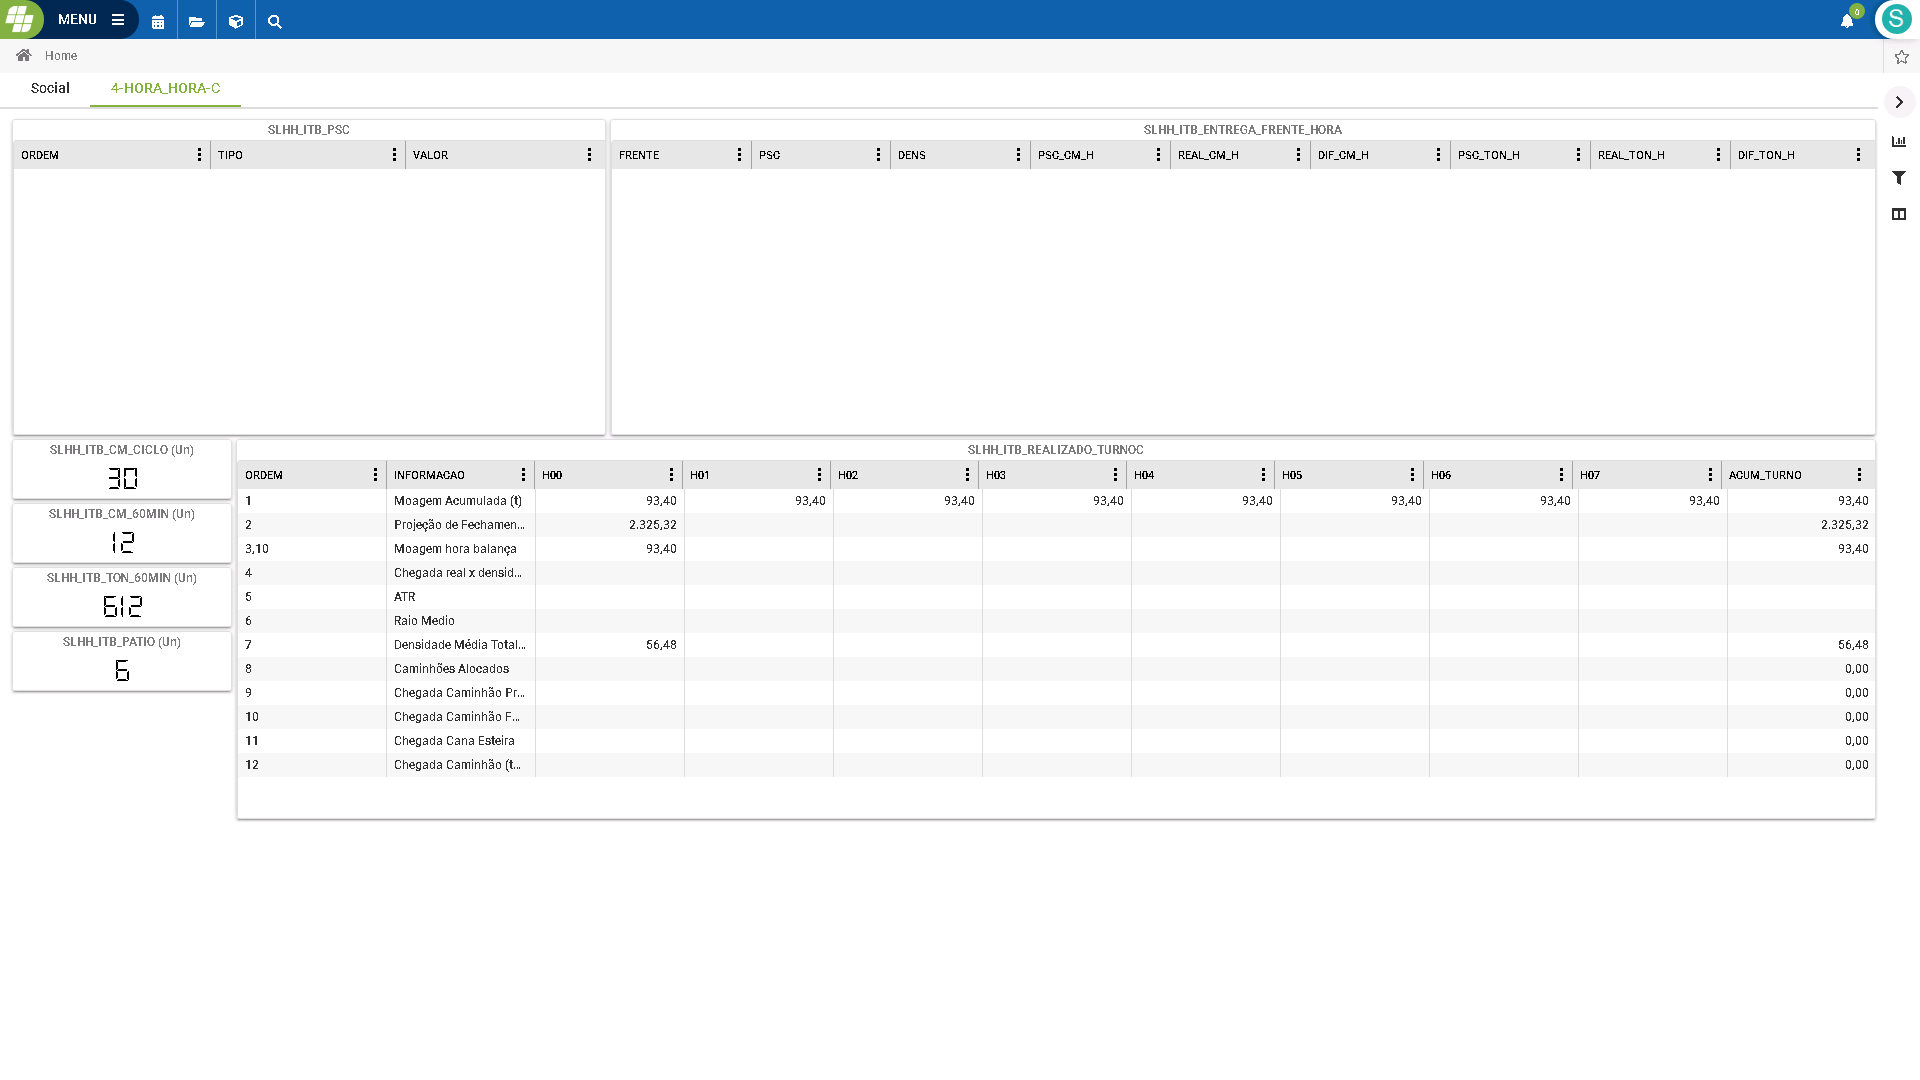 MENU
0
S
Home
Social 4-HORA_HORA-C
SLHH_ITB_PSC
ORDEM TIPO VALOR
SLHH_ITB_ENTREGA_FRENTE_HORA
FRENTE PSC DENS PSC_CM_H REAL_CM_H DIF_CM_H PSC_TON_H REAL_TON_H DIF_TON_H
SLHH_ITB_CM_CICLO (Un)
30
SLHH_ITB_CM_60MIN (Un)
12
SLHH_ITB_TON_60MIN (Un)
612
SLHH_ITB_PATIO (Un)
6
SLHH_ITB_REALIZADO_TURNOC
ORDEM INFORMACAO H00 H01 H02 H03 H04 H05 H06 H07 ACUM_TURNO
1 Moagem Acumulada (t) 93,40 93,40 93,40 93,40 93,40 93,40 93,40 93,40 93,40
2 Projeção de Fechamen... 2.325,32 2.325,32
3,10 Moagem hora balança 93,40 93,40
4 Chegada real x densid...
5 ATR
6 Raio Medio
7 Densidade Média Total... 56,48 56,48
8 Caminhões Alocados 0,00
9 Chegada Caminhão Pr... 0,00
10 Chegada Caminhão F... 0,00
11 Chegada Cana Esteira 0,00
12 Chegada Caminhão (t... 0,00